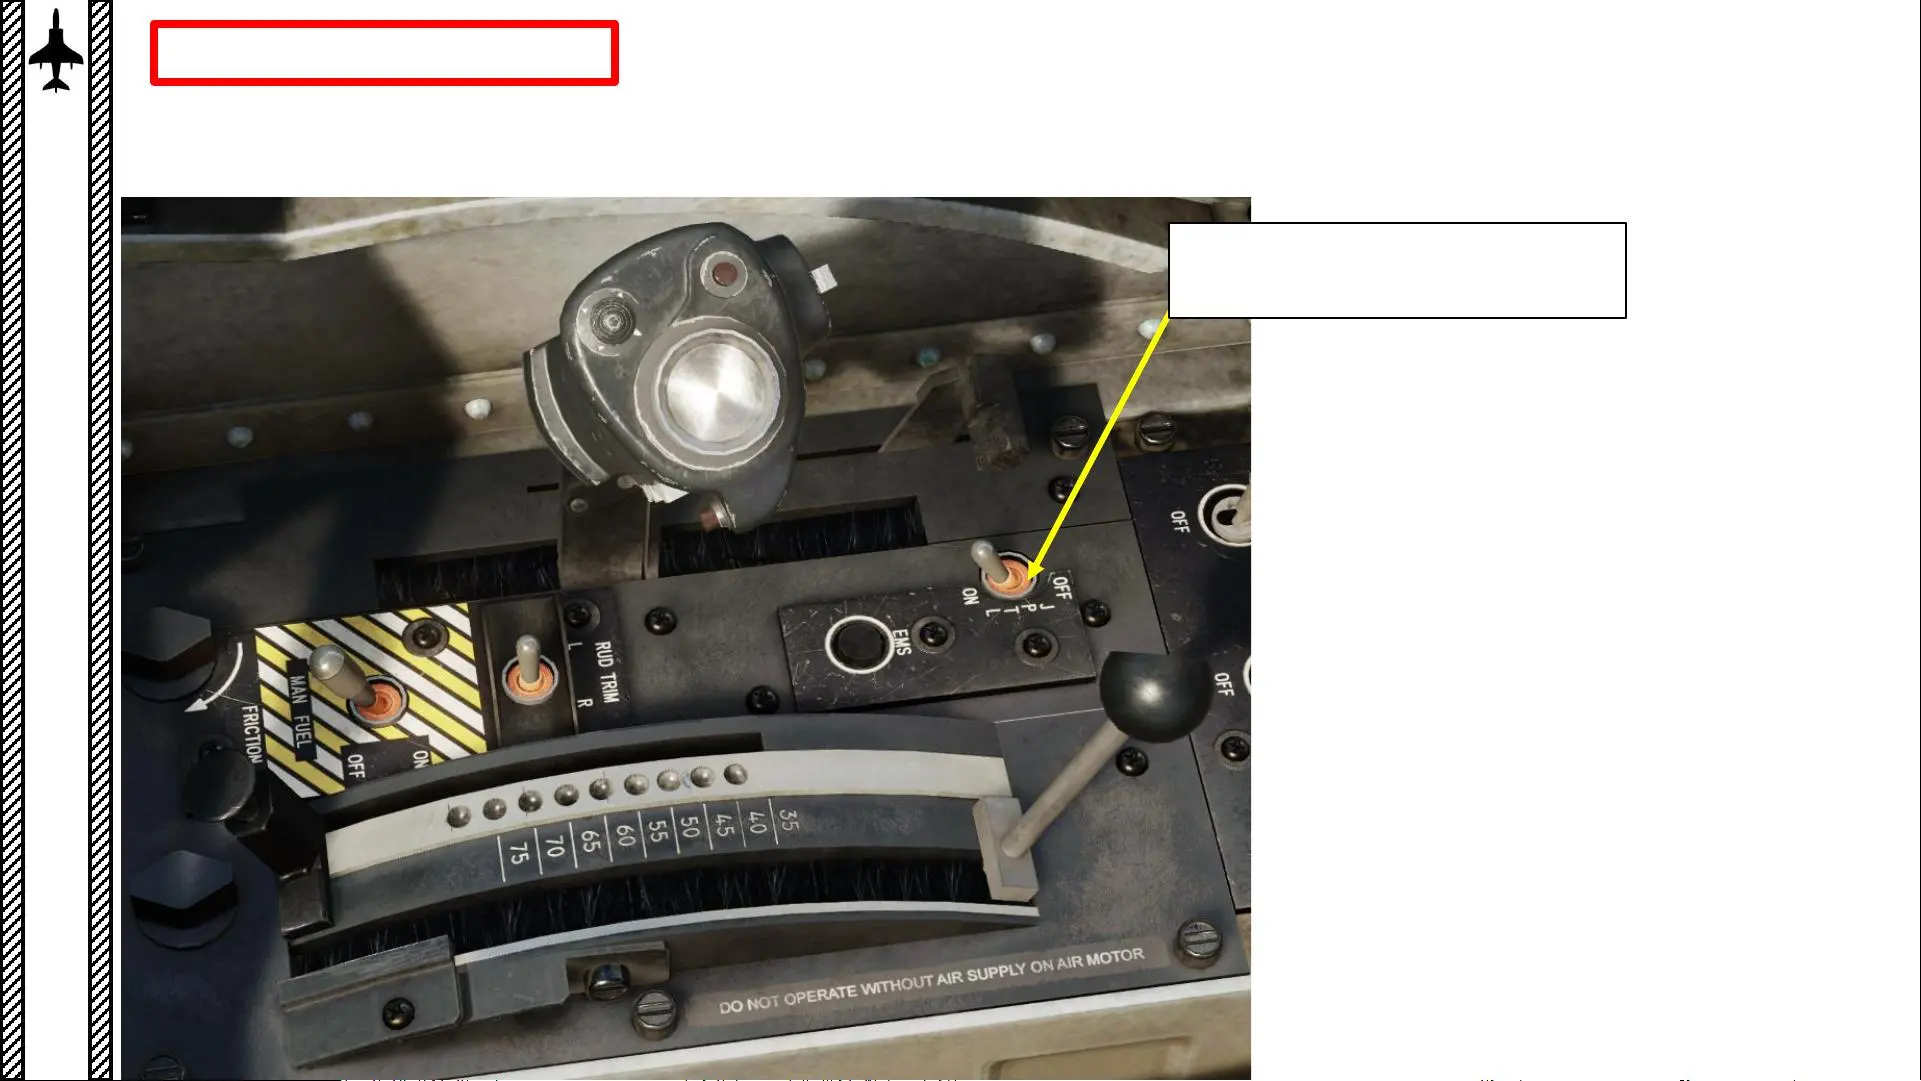 OFF
ON
OFF
J
P
T
L
EMS
RUD TRIM
L
R
MAN FUEL
OFF
ON
FRICTION
OFF
75
70
65
60
55
50
45
40
35
DO NOT OPERATE WITHOUT AIR SUPPLY ON AIR MOTOR